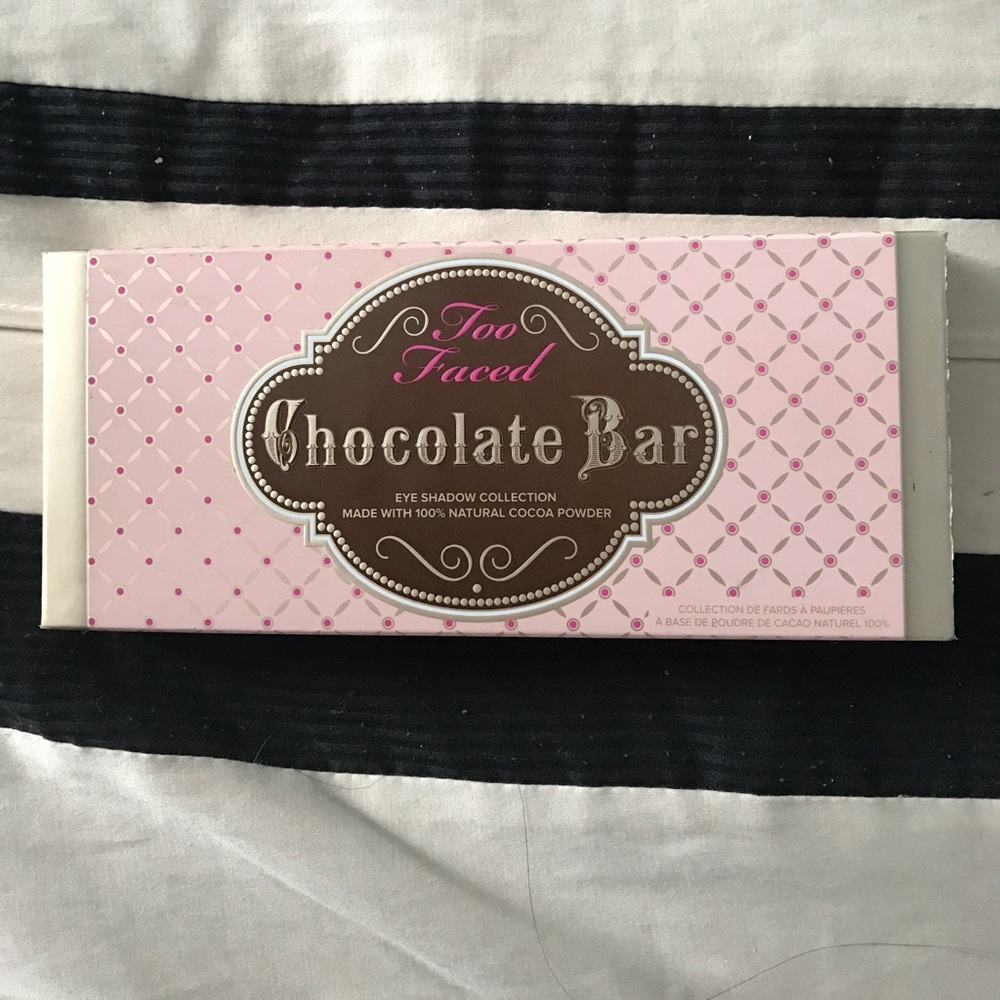 Too
Faced
Chocolate Bar
EYE SHADOW COLLECTION
MADE WITH 100% NATURAL COCOA POWDER
COLLECTION DE FARDS À PAUPIÈRES
À BASE DE POUDRE DE CACAO NATUREL 100%